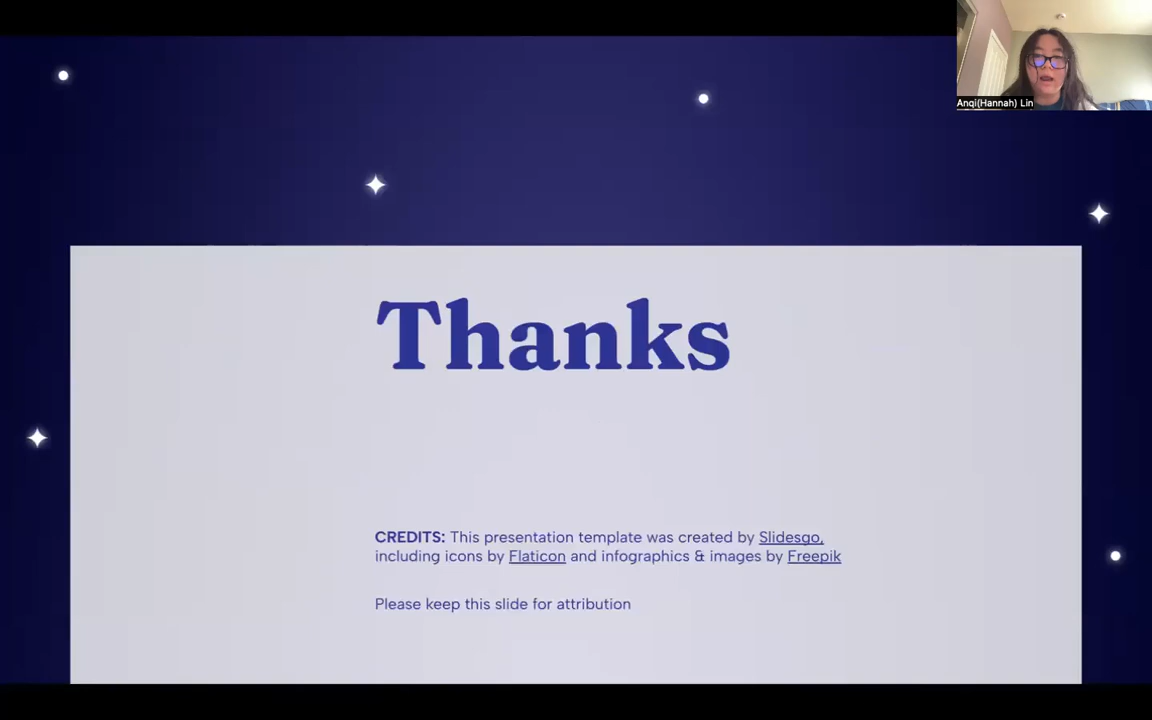 Anqi(Hannah) Lin
Thanks
CREDITS: This presentation template was created by Slidesgo,
including icons by Flaticon and infographics & images by Freepik
Please keep this slide for attribution